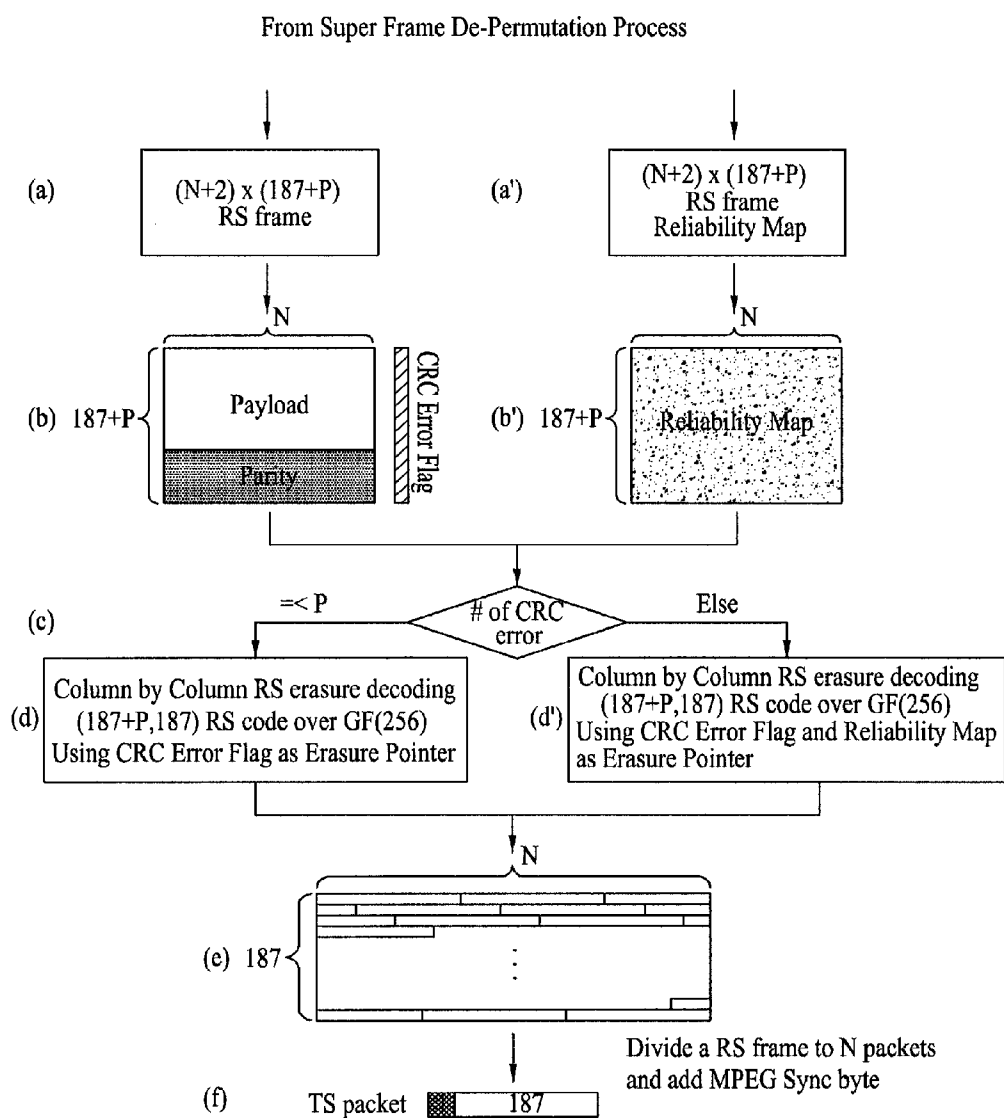 From Super Frame De-Permutation Process
(a)
(N+2) x (187+P)
RS frame
(a')
(N+2) x (187+P)
RS frame
Reliability Map
N
N
(b)
187+P
Payload
Parity
CRC Error Flag
(b')
187+P
Reliability Map
(c)
=< P
# of CRC
error
Else
(d)
Column by Column RS erasure decoding
(187+P,187) RS code over GF(256)
Using CRC Error Flag as Erasure Pointer
(d')
Column by Column RS erasure decoding
(187+P,187) RS code over GF(256)
Using CRC Error Flag and Reliability Map
as Erasure Pointer
N
(e)
187
Divide a RS frame to N packets
and add MPEG Sync byte
(f)
TS packet
187